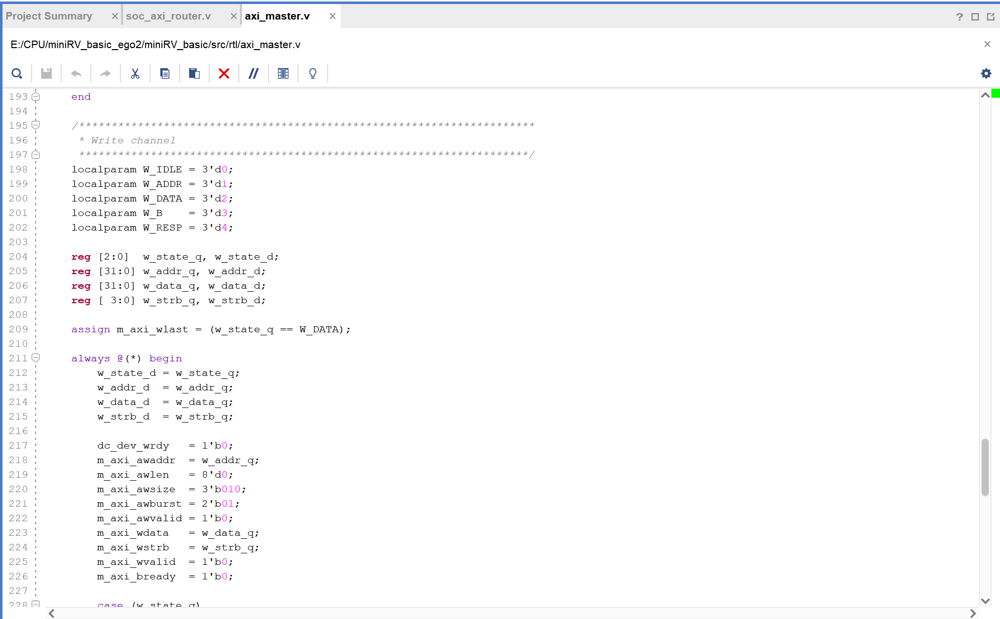 Project Summary × soc_axi_router.v × axi_master.v × ?
E:/CPU/miniRV_basic_ego2/miniRV_basic/src/rtl/axi_master.v ×
193     end
194
195     /**********************************************************************
196      * Write channel
197      *********************************************************************/
198     localparam W_IDLE = 3'd0;
199     localparam W_ADDR = 3'd1;
200     localparam W_DATA = 3'd2;
201     localparam W_B    = 3'd3;
202     localparam W_RESP = 3'd4;
203
204     reg [2:0]  w_state_q, w_state_d;
205     reg [31:0] w_addr_q, w_addr_d;
206     reg [31:0] w_data_q, w_data_d;
207     reg [ 3:0] w_strb_q, w_strb_d;
208
209     assign m_axi_wlast = (w_state_q == W_DATA);
210
211     always @(*) begin
212         w_state_d = w_state_q;
213         w_addr_d  = w_addr_q;
214         w_data_d  = w_data_q;
215         w_strb_d  = w_strb_q;
216
217         dc_dev_wrdy   = 1'b0;
218         m_axi_awaddr  = w_addr_q;
219         m_axi_awlen   = 8'd0;
220         m_axi_awsize  = 3'b010;
221         m_axi_awburst = 2'b01;
222         m_axi_awvalid = 1'b0;
223         m_axi_wdata   = w_data_q;
224         m_axi_wstrb   = w_strb_q;
225         m_axi_wvalid  = 1'b0;
226         m_axi_bready  = 1'b0;
227
228         case (w_state_q)